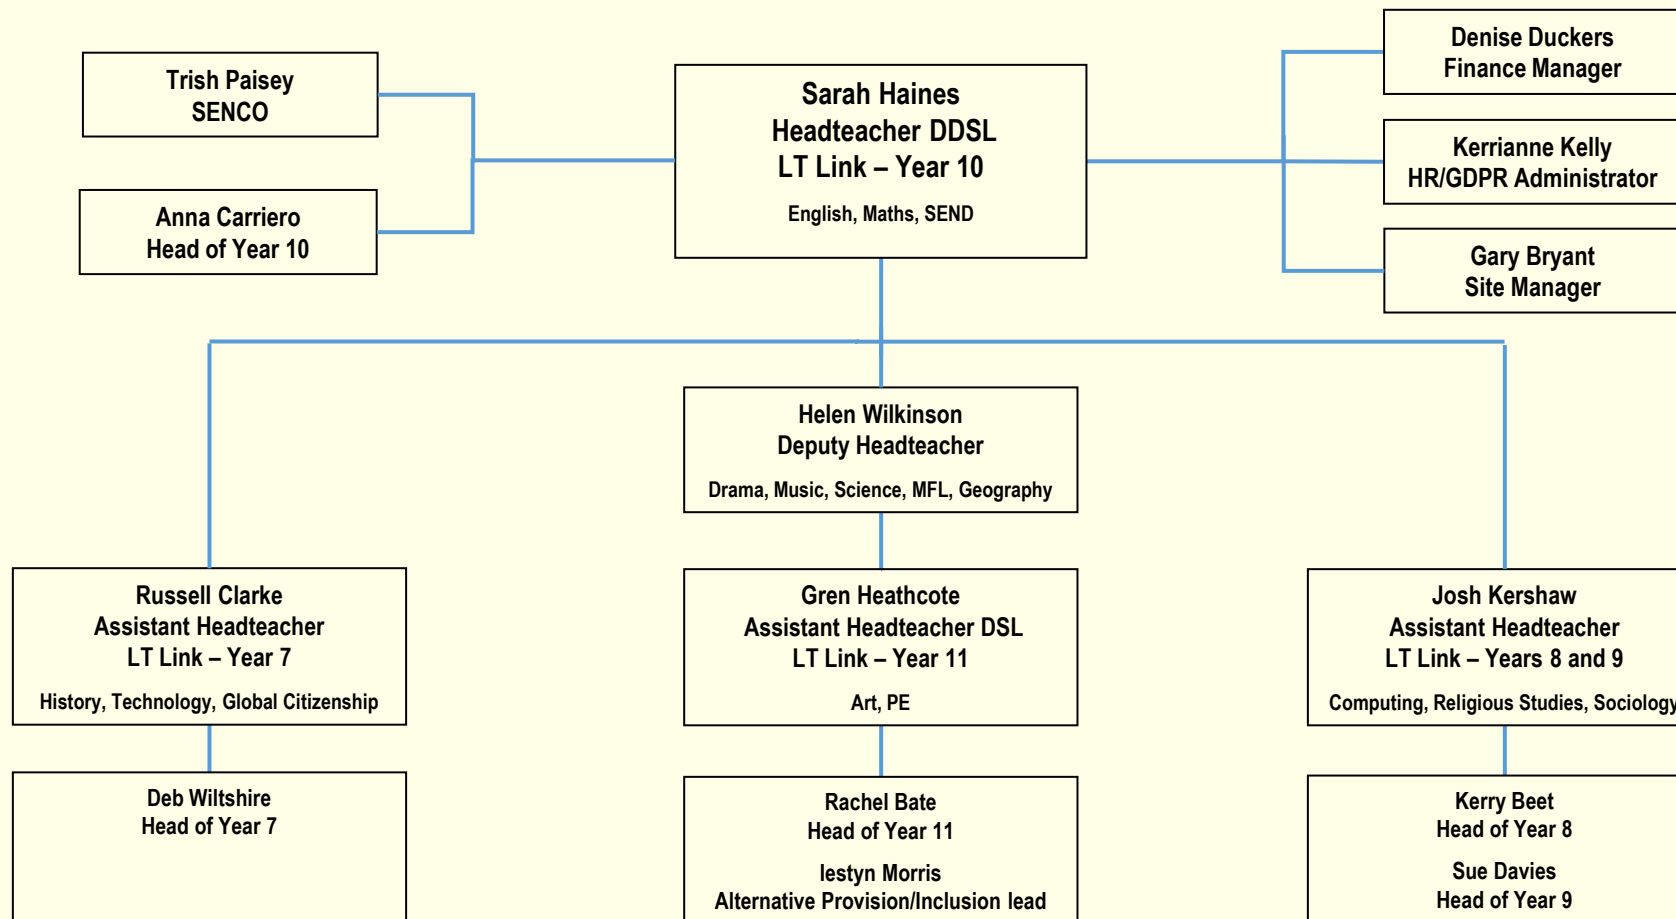 Trish Paisey
SENCO
Anna Carriero
Head of Year 10
Sarah Haines
Headteacher DDSL
LT Link – Year 10
English, Maths, SEND
Denise Duckers
Finance Manager
Kerrianne Kelly
HR/GDPR Administrator
Gary Bryant
Site Manager
Helen Wilkinson
Deputy Headteacher
Drama, Music, Science, MFL, Geography
Russell Clarke
Assistant Headteacher
LT Link – Year 7
History, Technology, Global Citizenship
Gren Heathcote
Assistant Headteacher DSL
LT Link – Year 11
Art, PE
Josh Kershaw
Assistant Headteacher
LT Link – Years 8 and 9
Computing, Religious Studies, Sociology
Deb Wiltshire
Head of Year 7
Rachel Bate
Head of Year 11
Iestyn Morris
Alternative Provision/Inclusion lead
Kerry Beet
Head of Year 8
Sue Davies
Head of Year 9